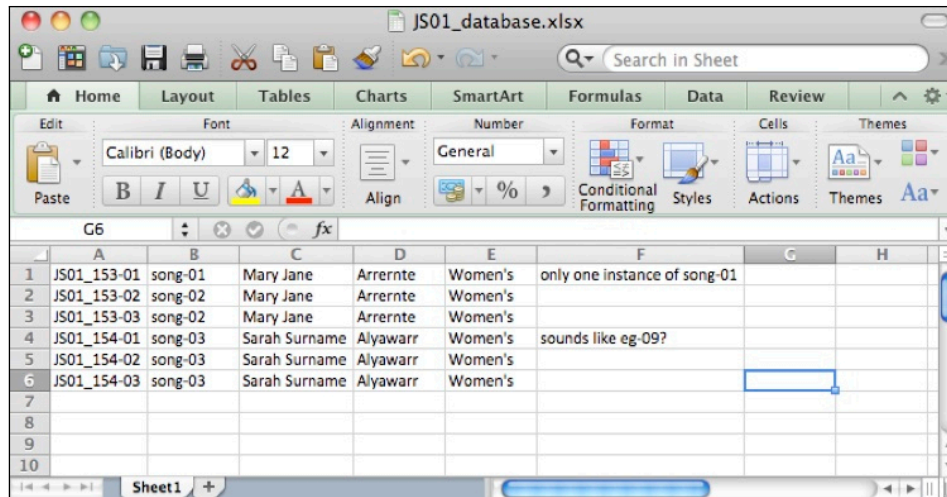 JS01_database.xlsx
Search in Sheet
Home Layout Tables Charts SmartArt Formulas Data Review
Edit Font Alignment Number Format Cells Themes
Calibri (Body) 12 General Aa
Paste B I U A Align % Conditional Formatting Styles Actions Themes Aa
G6 fx
A B C D E F G H
1 JS01_153-01 song-01 Mary Jane Arrernte Women's only one instance of song-01
2 JS01_153-02 song-02 Mary Jane Arrernte Women's
3 JS01_153-03 song-02 Mary Jane Arrernte Women's
4 JS01_154-01 song-03 Sarah Surname Alyawarr Women's sounds like eg-09?
5 JS01_154-02 song-03 Sarah Surname Alyawarr Women's
6 JS01_154-03 song-03 Sarah Surname Alyawarr Women's
7
8
9
10
Sheet1 +